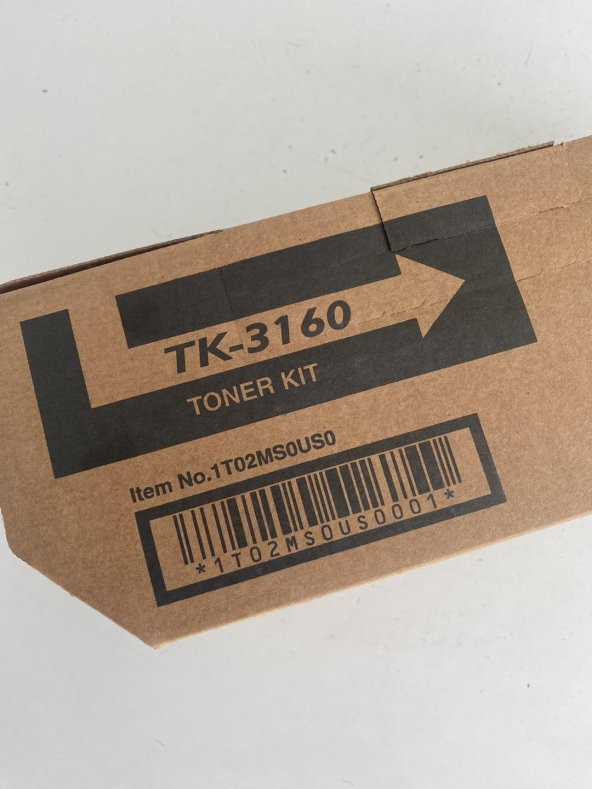 TK-3160
TONER KIT
Item No.1T02MS0US0
*1T02MS0US0001*